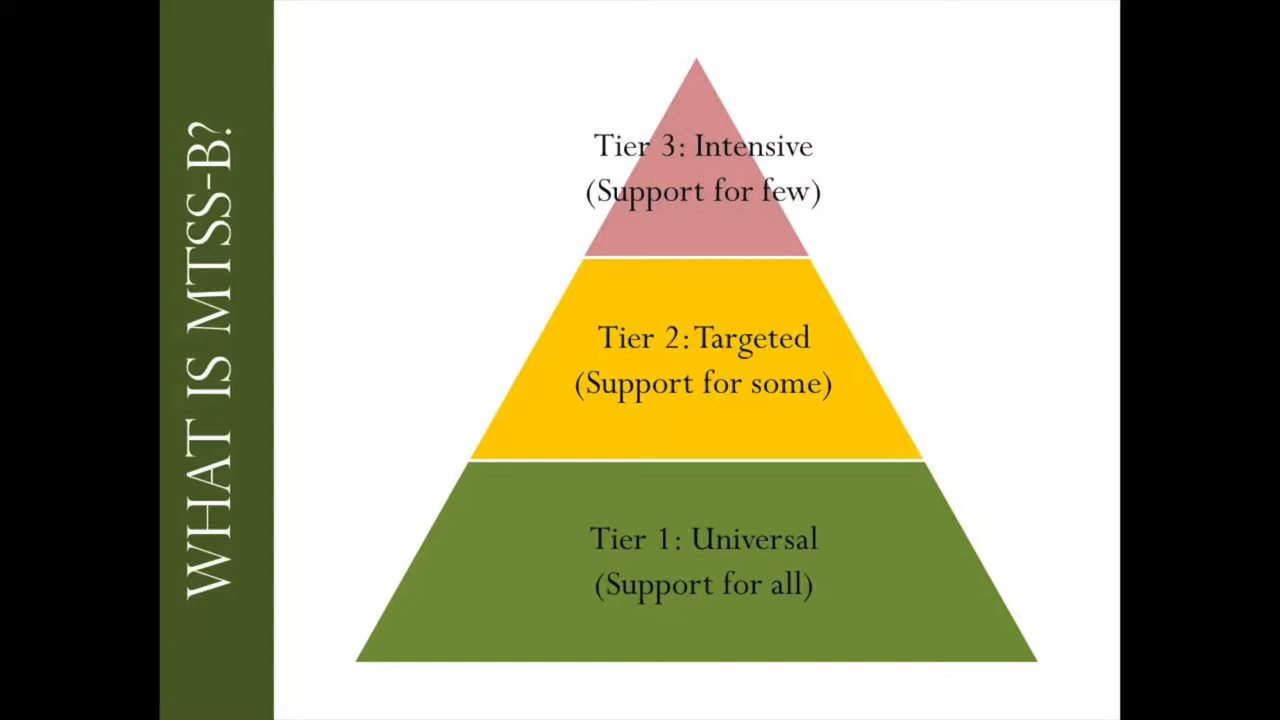 WHAT IS MTSS-B?
Tier 3: Intensive
(Support for few)
Tier 2: Targeted
(Support for some)
Tier 1: Universal
(Support for all)